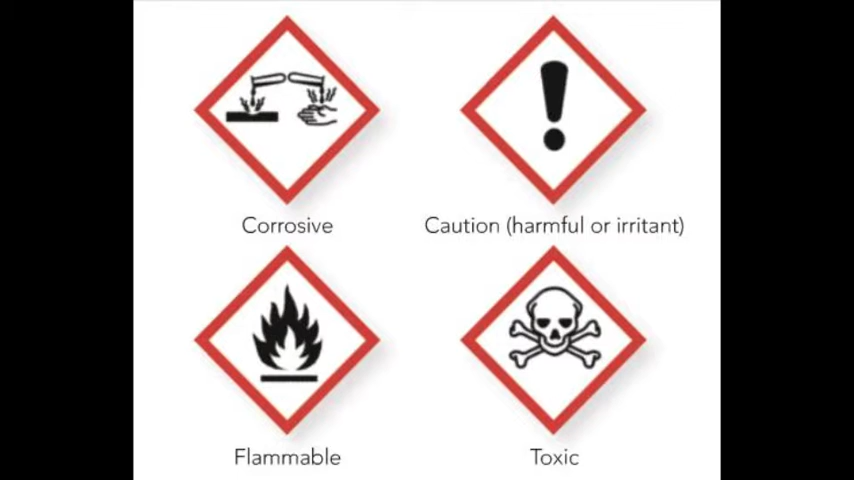 Corrosive
Caution (harmful or irritant)
Flammable
Toxic